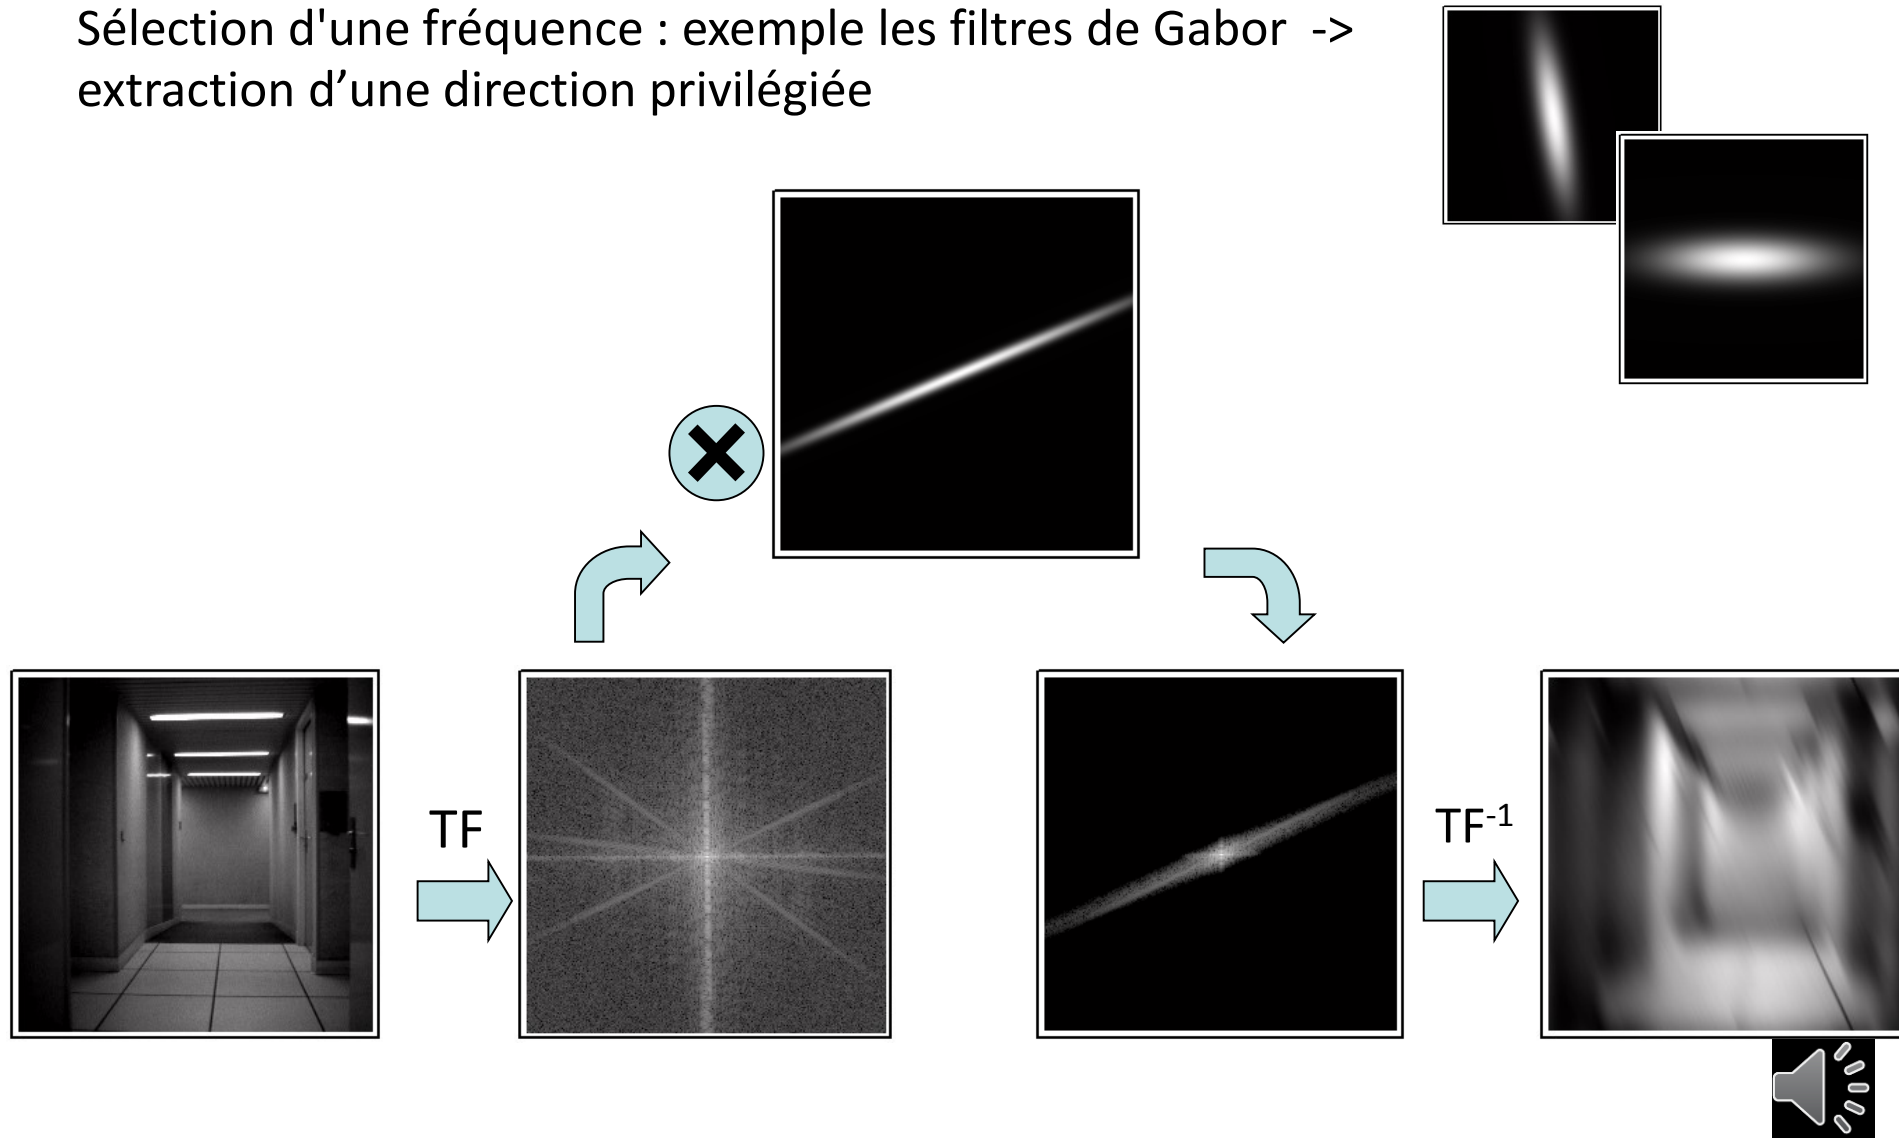 Sélection d'une fréquence : exemple les filtres de Gabor  ->
extraction d’une direction privilégiée
TF
TF-1